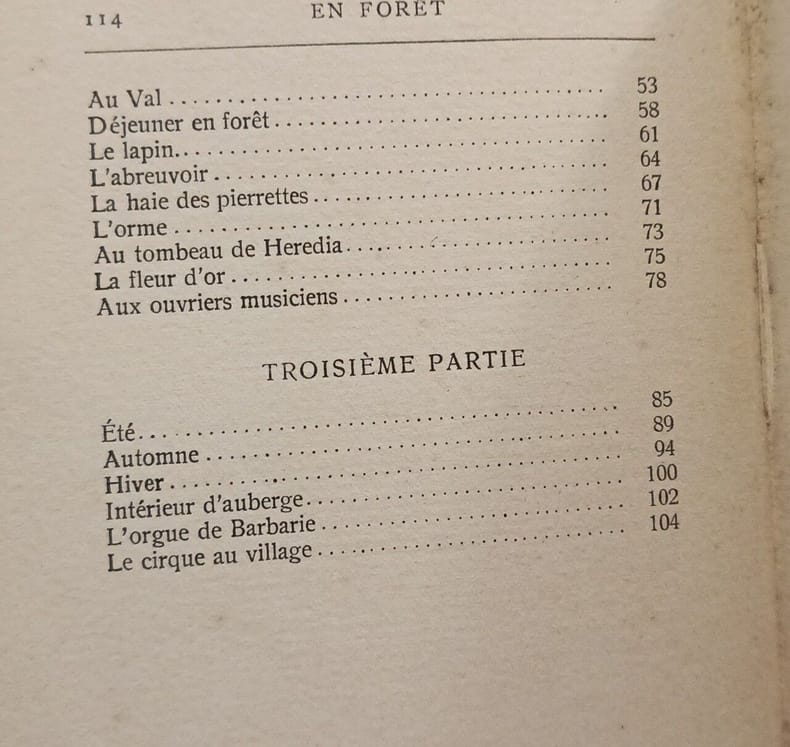 114 EN FORÊT
Au Val . . . . . . . . . . . . . . . . . . . . . . . . . . . . . . . . . . . . . 53
Déjeuner en forêt . . . . . . . . . . . . . . . . . . . . . . . . . . . . 58
Le lapin. . . . . . . . . . . . . . . . . . . . . . . . . . . . . . . . . . . . 61
L'abreuvoir . . . . . . . . . . . . . . . . . . . . . . . . . . . . . . . . . 64
La haie des pierrettes . . . . . . . . . . . . . . . . . . . . . . . . . 67
L'orme . . . . . . . . . . . . . . . . . . . . . . . . . . . . . . . . . . . . 71
Au tombeau de Heredia . . . . . . . . . . . . . . . . . . . . . . . 73
La fleur d'or . . . . . . . . . . . . . . . . . . . . . . . . . . . . . . . . 75
Aux ouvriers musiciens . . . . . . . . . . . . . . . . . . . . . . . 78
TROISIÈME PARTIE
Été . . . . . . . . . . . . . . . . . . . . . . . . . . . . . . . . . . . . . . . 85
Automne . . . . . . . . . . . . . . . . . . . . . . . . . . . . . . . . . . 89
Hiver . . . . . . . . . . . . . . . . . . . . . . . . . . . . . . . . . . . . . 94
Intérieur d'auberge . . . . . . . . . . . . . . . . . . . . . . . . . . 100
L'orgue de Barbarie . . . . . . . . . . . . . . . . . . . . . . . . . 102
Le cirque au village . . . . . . . . . . . . . . . . . . . . . . . . . 104